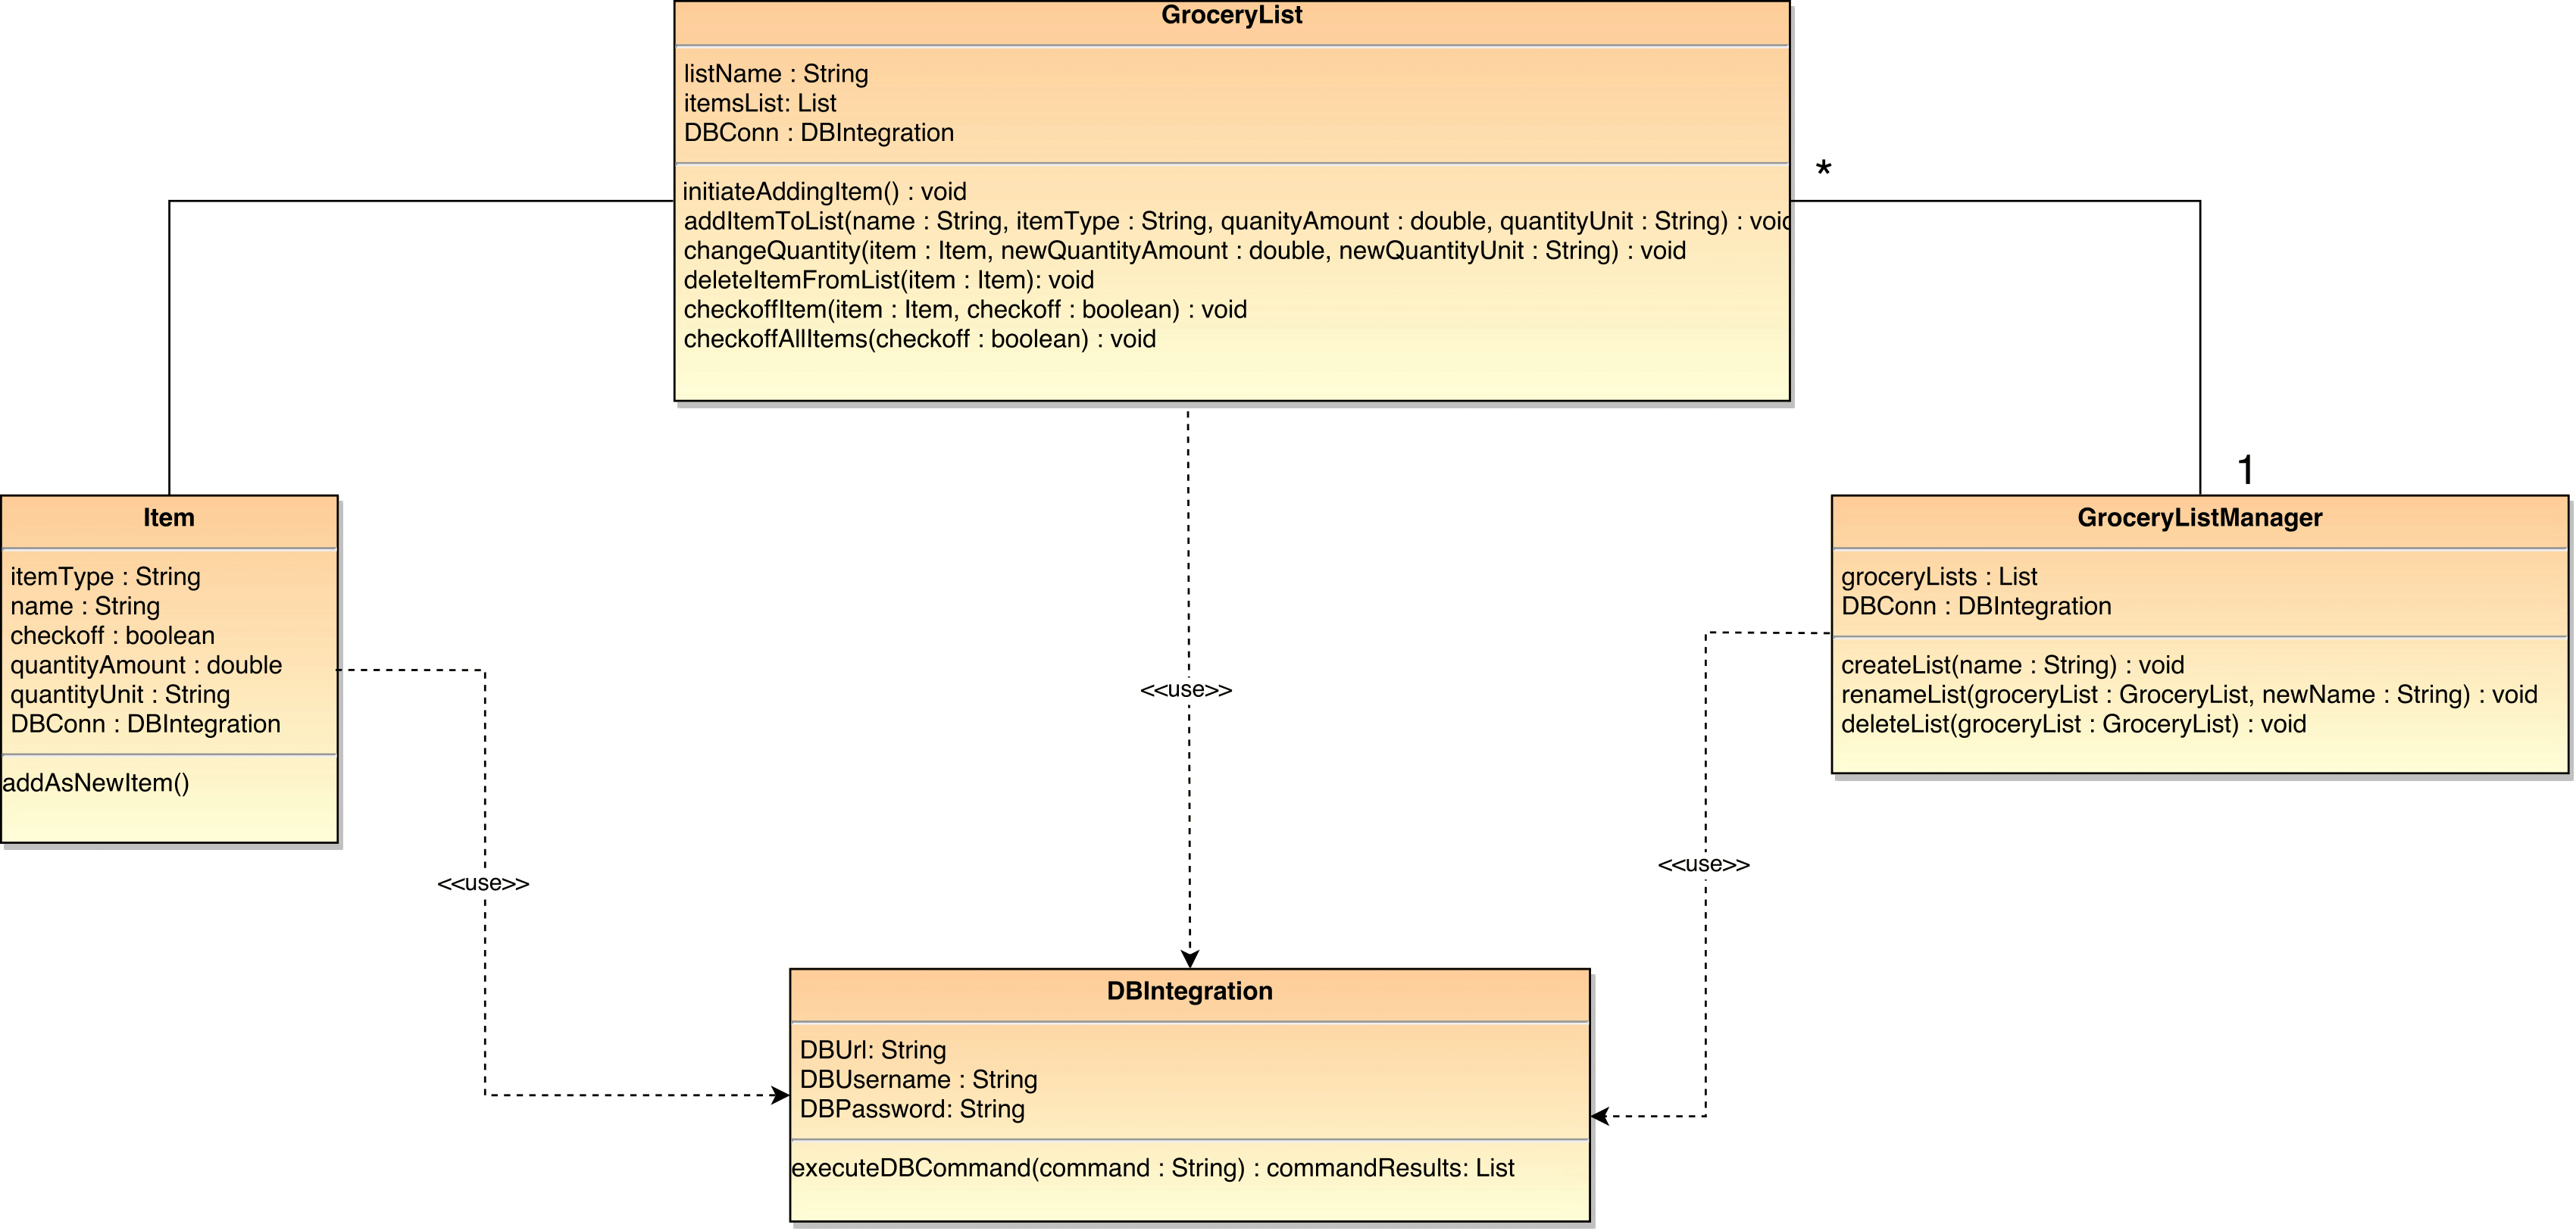 GroceryList
listName : String
itemsList: List
DBConn : DBIntegration
initiateAddingItem() : void
addItemToList(name : String, itemType : String, quanityAmount : double, quantityUnit : String) : void
changeQuantity(item : Item, newQuantityAmount : double, newQuantityUnit : String) : void
deleteItemFromList(item : Item): void
checkoffItem(item : Item, checkoff : boolean) : void
checkoffAllItems(checkoff : boolean) : void
*
1
Item
itemType : String
name : String
checkoff : boolean
quantityAmount : double
quantityUnit : String
DBConn : DBIntegration
addAsNewItem()
GroceryListManager
groceryLists : List
DBConn : DBIntegration
createList(name : String) : void
renameList(groceryList : GroceryList, newName : String) : void
deleteList(groceryList : GroceryList) : void
<<use>>
<<use>>
<<use>>
DBIntegration
DBUrl: String
DBUsername : String
DBPassword: String
executeDBCommand(command : String) : commandResults: List